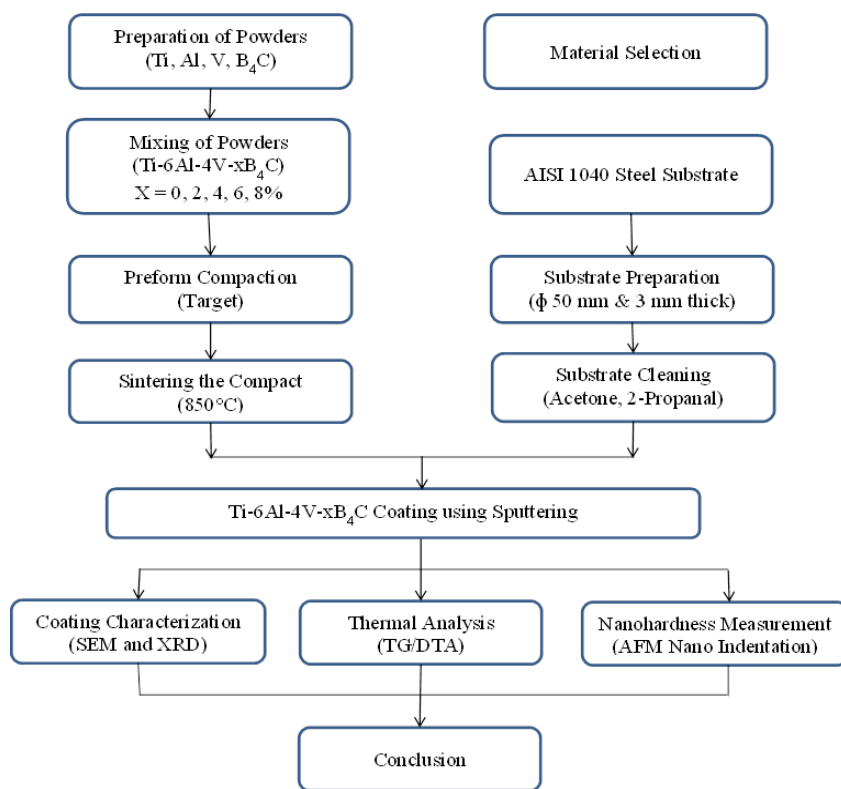 Preparation of Powders
(Ti, Al, V, B₄C)
Material Selection
Mixing of Powders
(Ti-6Al-4V-xB₄C)
X = 0, 2, 4, 6, 8%
AISI 1040 Steel Substrate
Preform Compaction
(Target)
Substrate Preparation
(ϕ 50 mm & 3 mm thick)
Sintering the Compact
(850°C)
Substrate Cleaning
(Acetone, 2-Propanal)
Ti-6Al-4V-xB₄C Coating using Sputtering
Coating Characterization
(SEM and XRD)
Thermal Analysis
(TG/DTA)
Nanohardness Measurement
(AFM Nano Indentation)
Conclusion